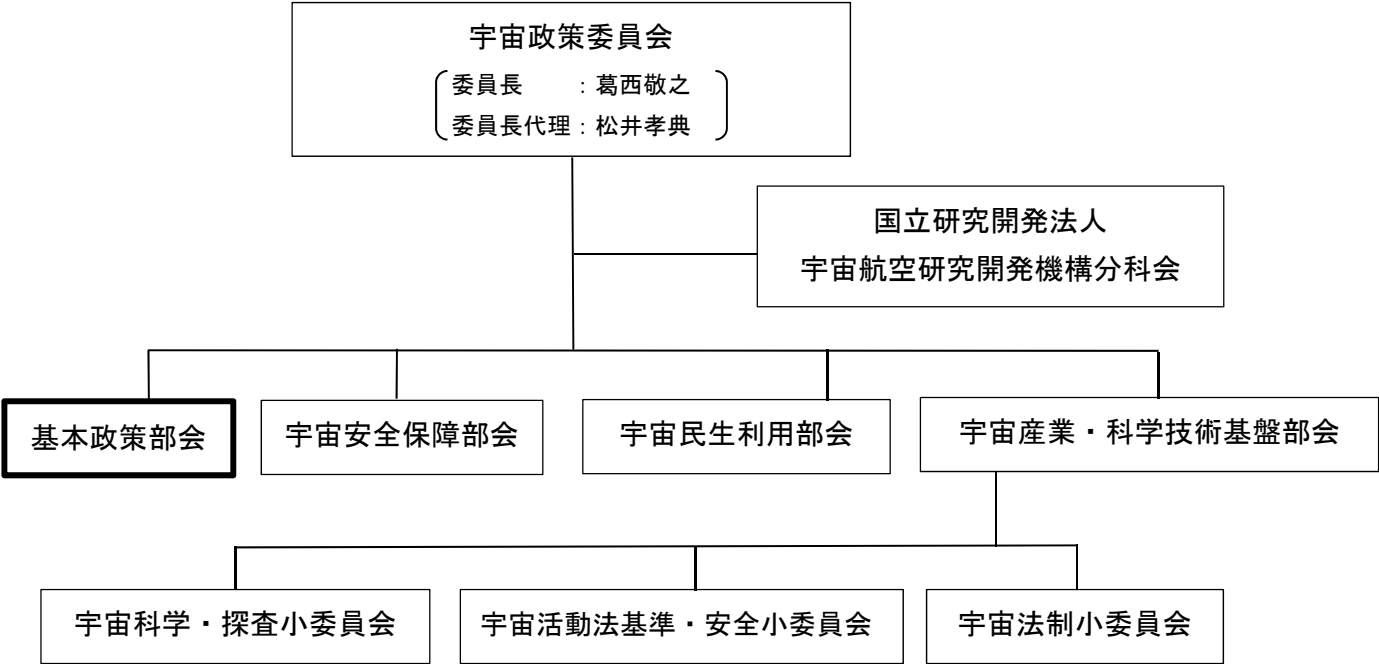 宇宙政策委員会
委員長　　：葛西敬之
委員長代理：松井孝典
国立研究開発法人
宇宙航空研究開発機構分科会
基本政策部会
宇宙安全保障部会
宇宙民生利用部会
宇宙産業・科学技術基盤部会
宇宙科学・探査小委員会
宇宙活動法基準・安全小委員会
宇宙法制小委員会